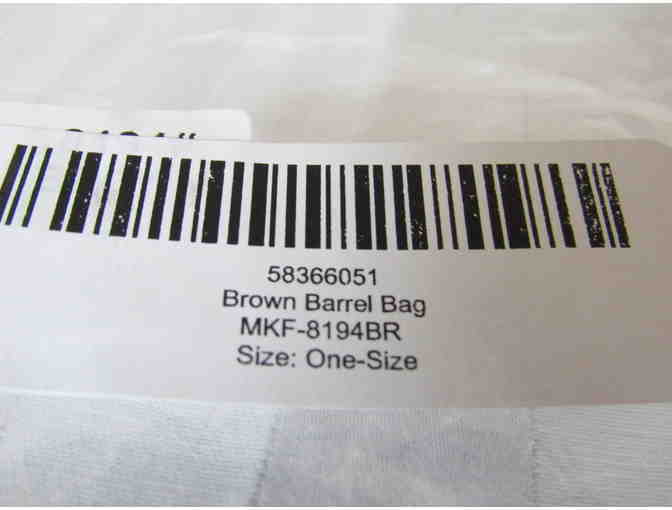 58366051
Brown Barrel Bag
MKF-8194BR
Size: One-Size